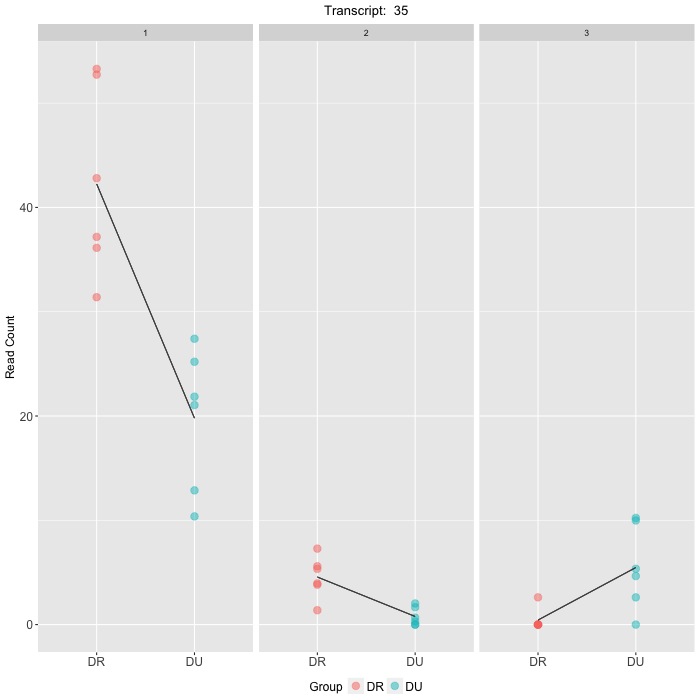 Transcript: 35
1 2 3
Read Count
40
20
0
DR DU DR DU DR DU
Group DR DU